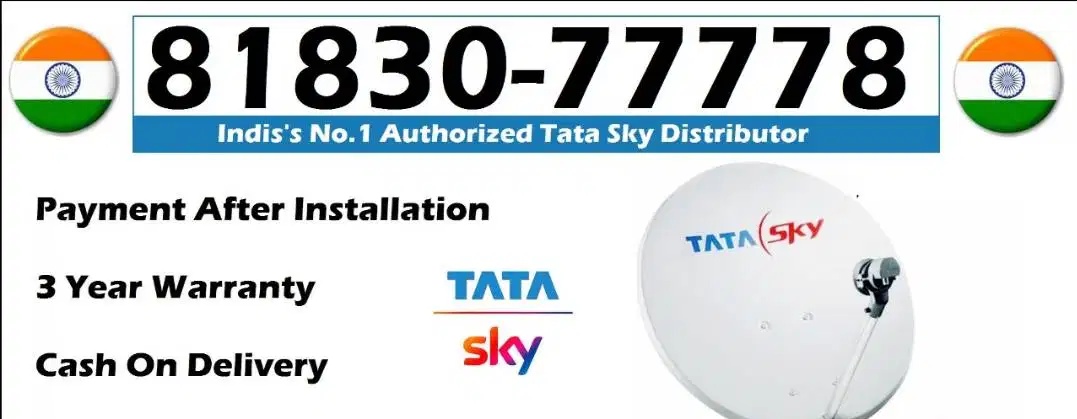 81830-77778
Indis's No.1 Authorized Tata Sky Distributor
Payment After Installation
3 Year Warranty
Cash On Delivery
TATA
sky
TATA sky